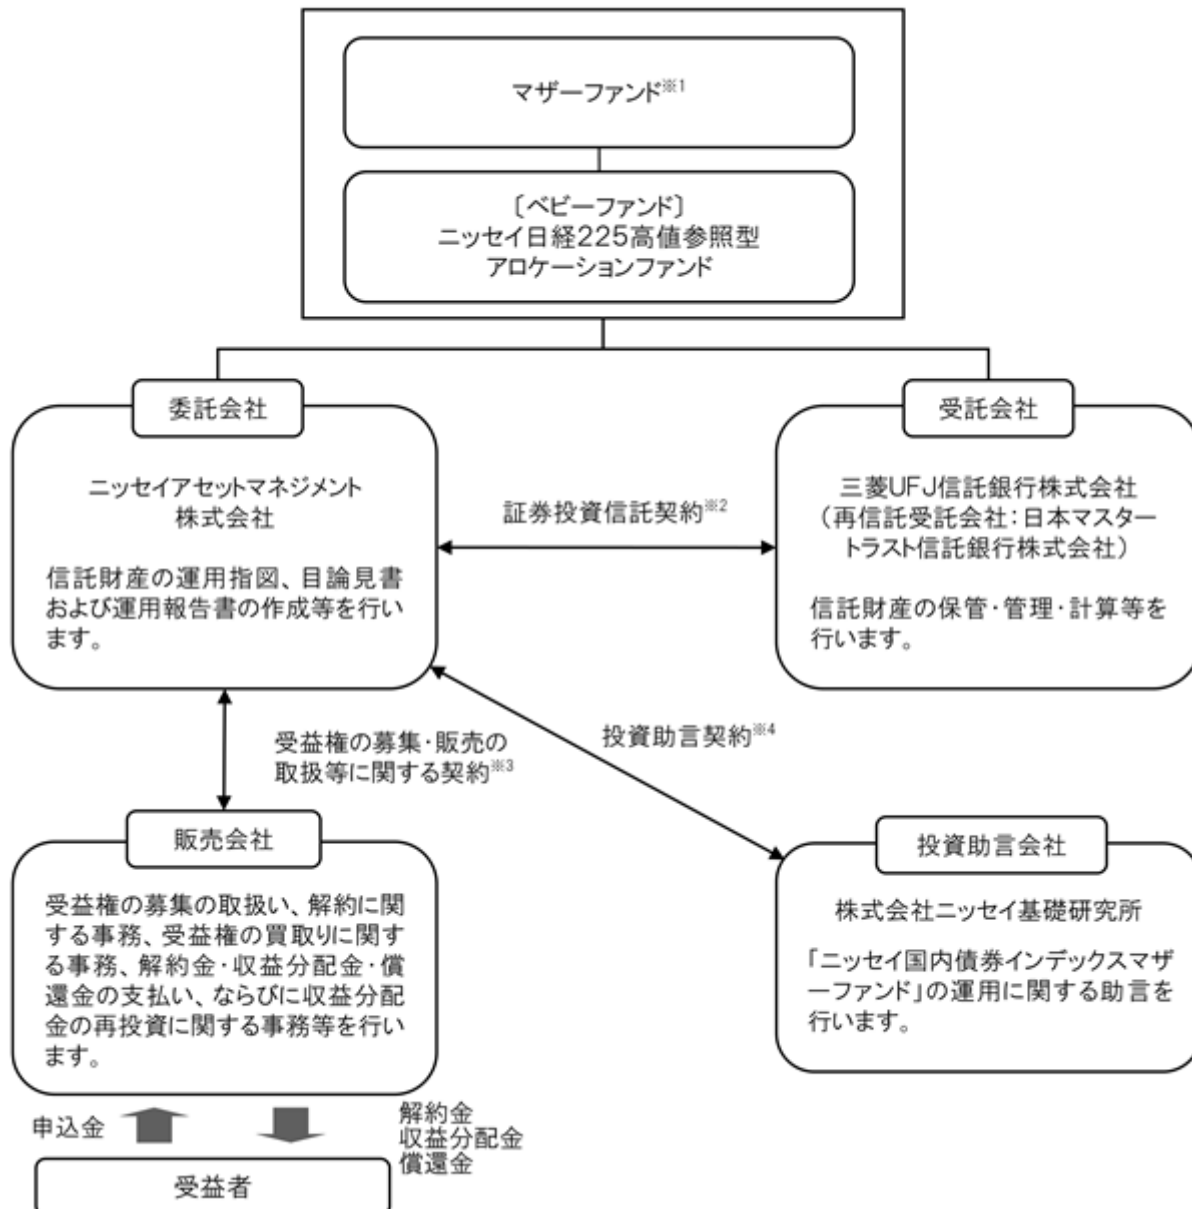 マザーファンド※1
〔ベビーファンド〕
ニッセイ日経225高値参照型
アロケーションファンド
委託会社
ニッセイアセットマネジメント
株式会社
信託財産の運用指図、目論見書
および運用報告書の作成等を行い
ます。
証券投資信託契約※2
受託会社
三菱UFJ信託銀行株式会社
（再信託受託会社：日本マスター
トラスト信託銀行株式会社）
信託財産の保管・管理・計算等を
行います。
受益権の募集・販売の
取扱等に関する契約※3
投資助言契約※4
販売会社
受益権の募集の取扱い、解約に関
する事務、受益権の買取りに関す
る事務、解約金・収益分配金・償
還金の支払い、ならびに収益分配
金の再投資に関する事務等を行い
ます。
投資助言会社
株式会社ニッセイ基礎研究所
「ニッセイ国内債券インデックスマザ
ーファンド」の運用に関する助言を
行います。
申込金
解約金
収益分配金
償還金
受益者